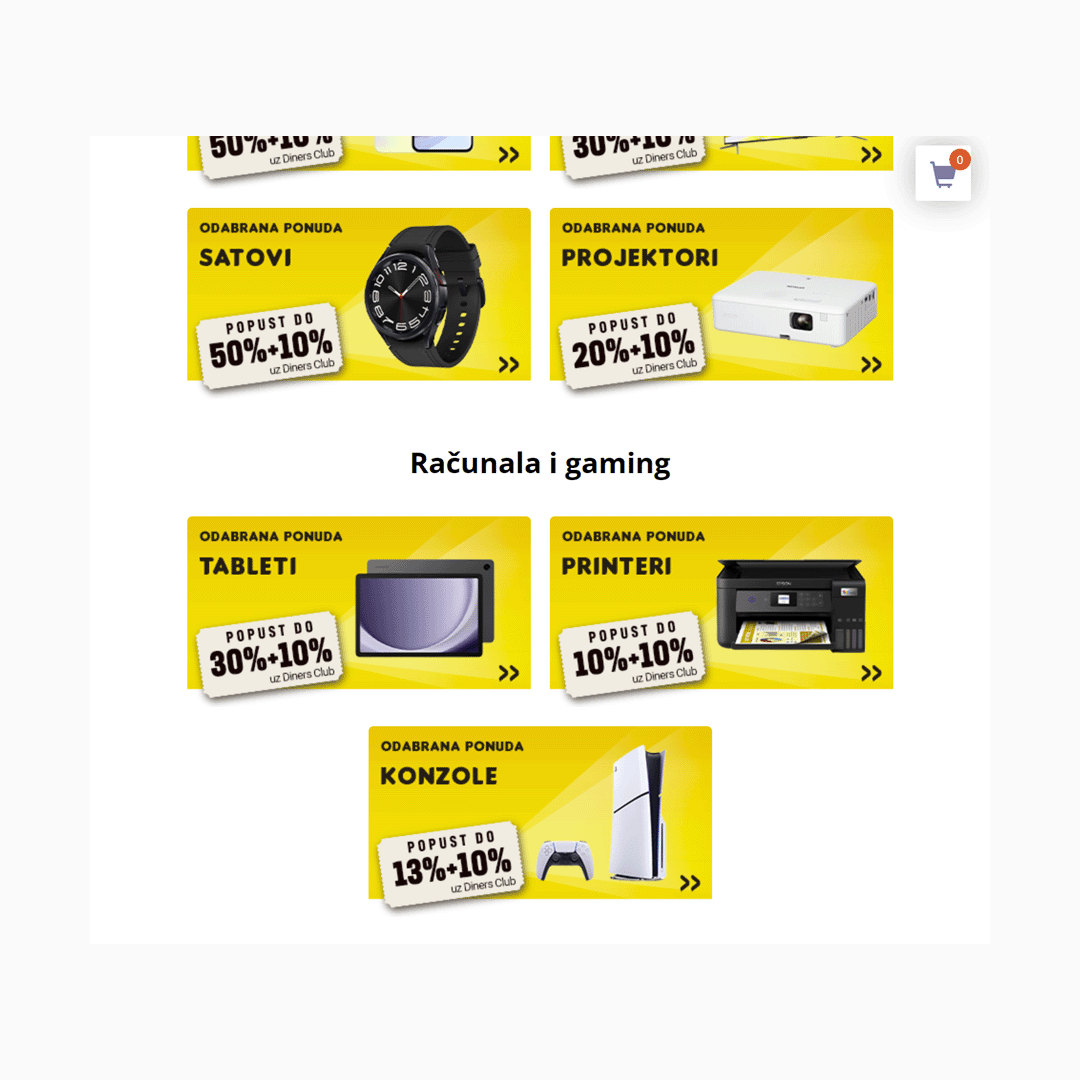 50%+10%
uz Diners Club
30%+10%
uz Diners Club
0
ODABRANA PONUDA
SATOVI
POPUST DO
50%+10%
uz Diners Club
ODABRANA PONUDA
PROJEKTORI
EPSON
POPUST DO
20%+10%
uz Diners Club
Računala i gaming
ODABRANA PONUDA
TABLETI
POPUST DO
30%+10%
uz Diners Club
ODABRANA PONUDA
PRINTERI
EPSON
POPUST DO
10%+10%
uz Diners Club
ODABRANA PONUDA
KONZOLE
POPUST DO
13%+10%
uz Diners Club